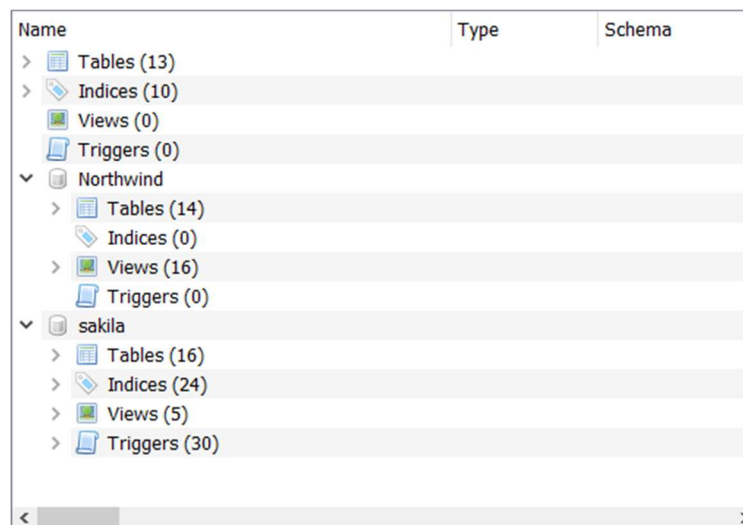 Name Type Schema
Tables (13)
Indices (10)
Views (0)
Triggers (0)
Northwind
Tables (14)
Indices (0)
Views (16)
Triggers (0)
sakila
Tables (16)
Indices (24)
Views (5)
Triggers (30)